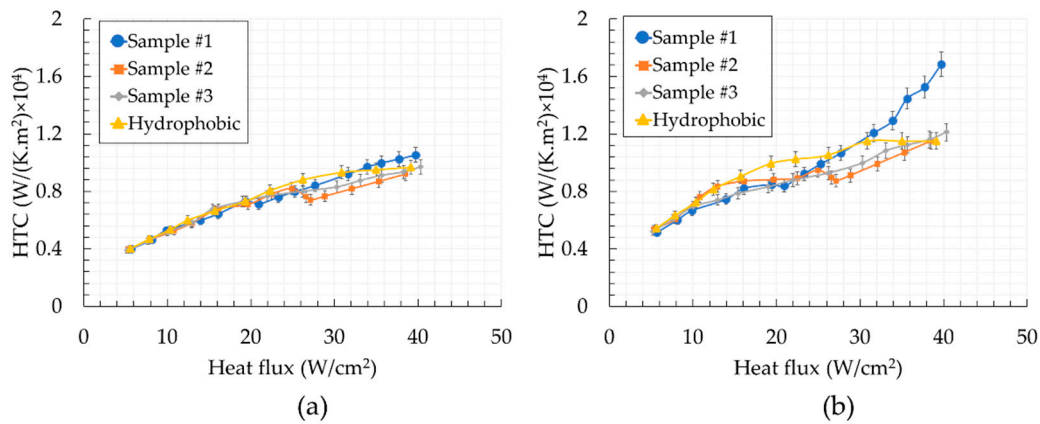 2
1.6
1.2
0.8
0.4
0
HTC (W/(K.m²)×10⁴)
Sample #1
Sample #2
Sample #3
Hydrophobic
0 10 20 30 40 50
Heat flux (W/cm²)
(a)
2
1.6
1.2
0.8
0.4
0
HTC (W/(K.m²)×10⁴)
Sample #1
Sample #2
Sample #3
Hydrophobic
0 10 20 30 40 50
Heat flux (W/cm²)
(b)